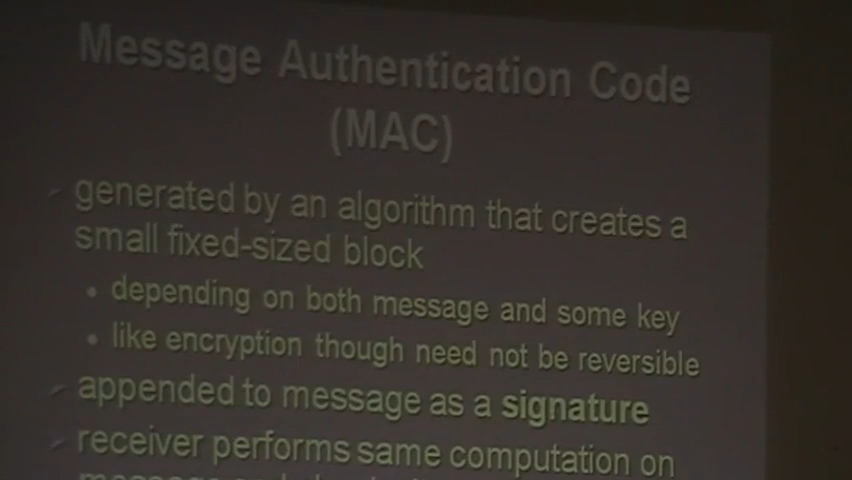 Message Authentication Code
(MAC)
generated by an algorithm that creates a
small fixed-sized block
depending on both message and some key
like encryption though need not be reversible
appended to message as a signature
receiver performs same computation on